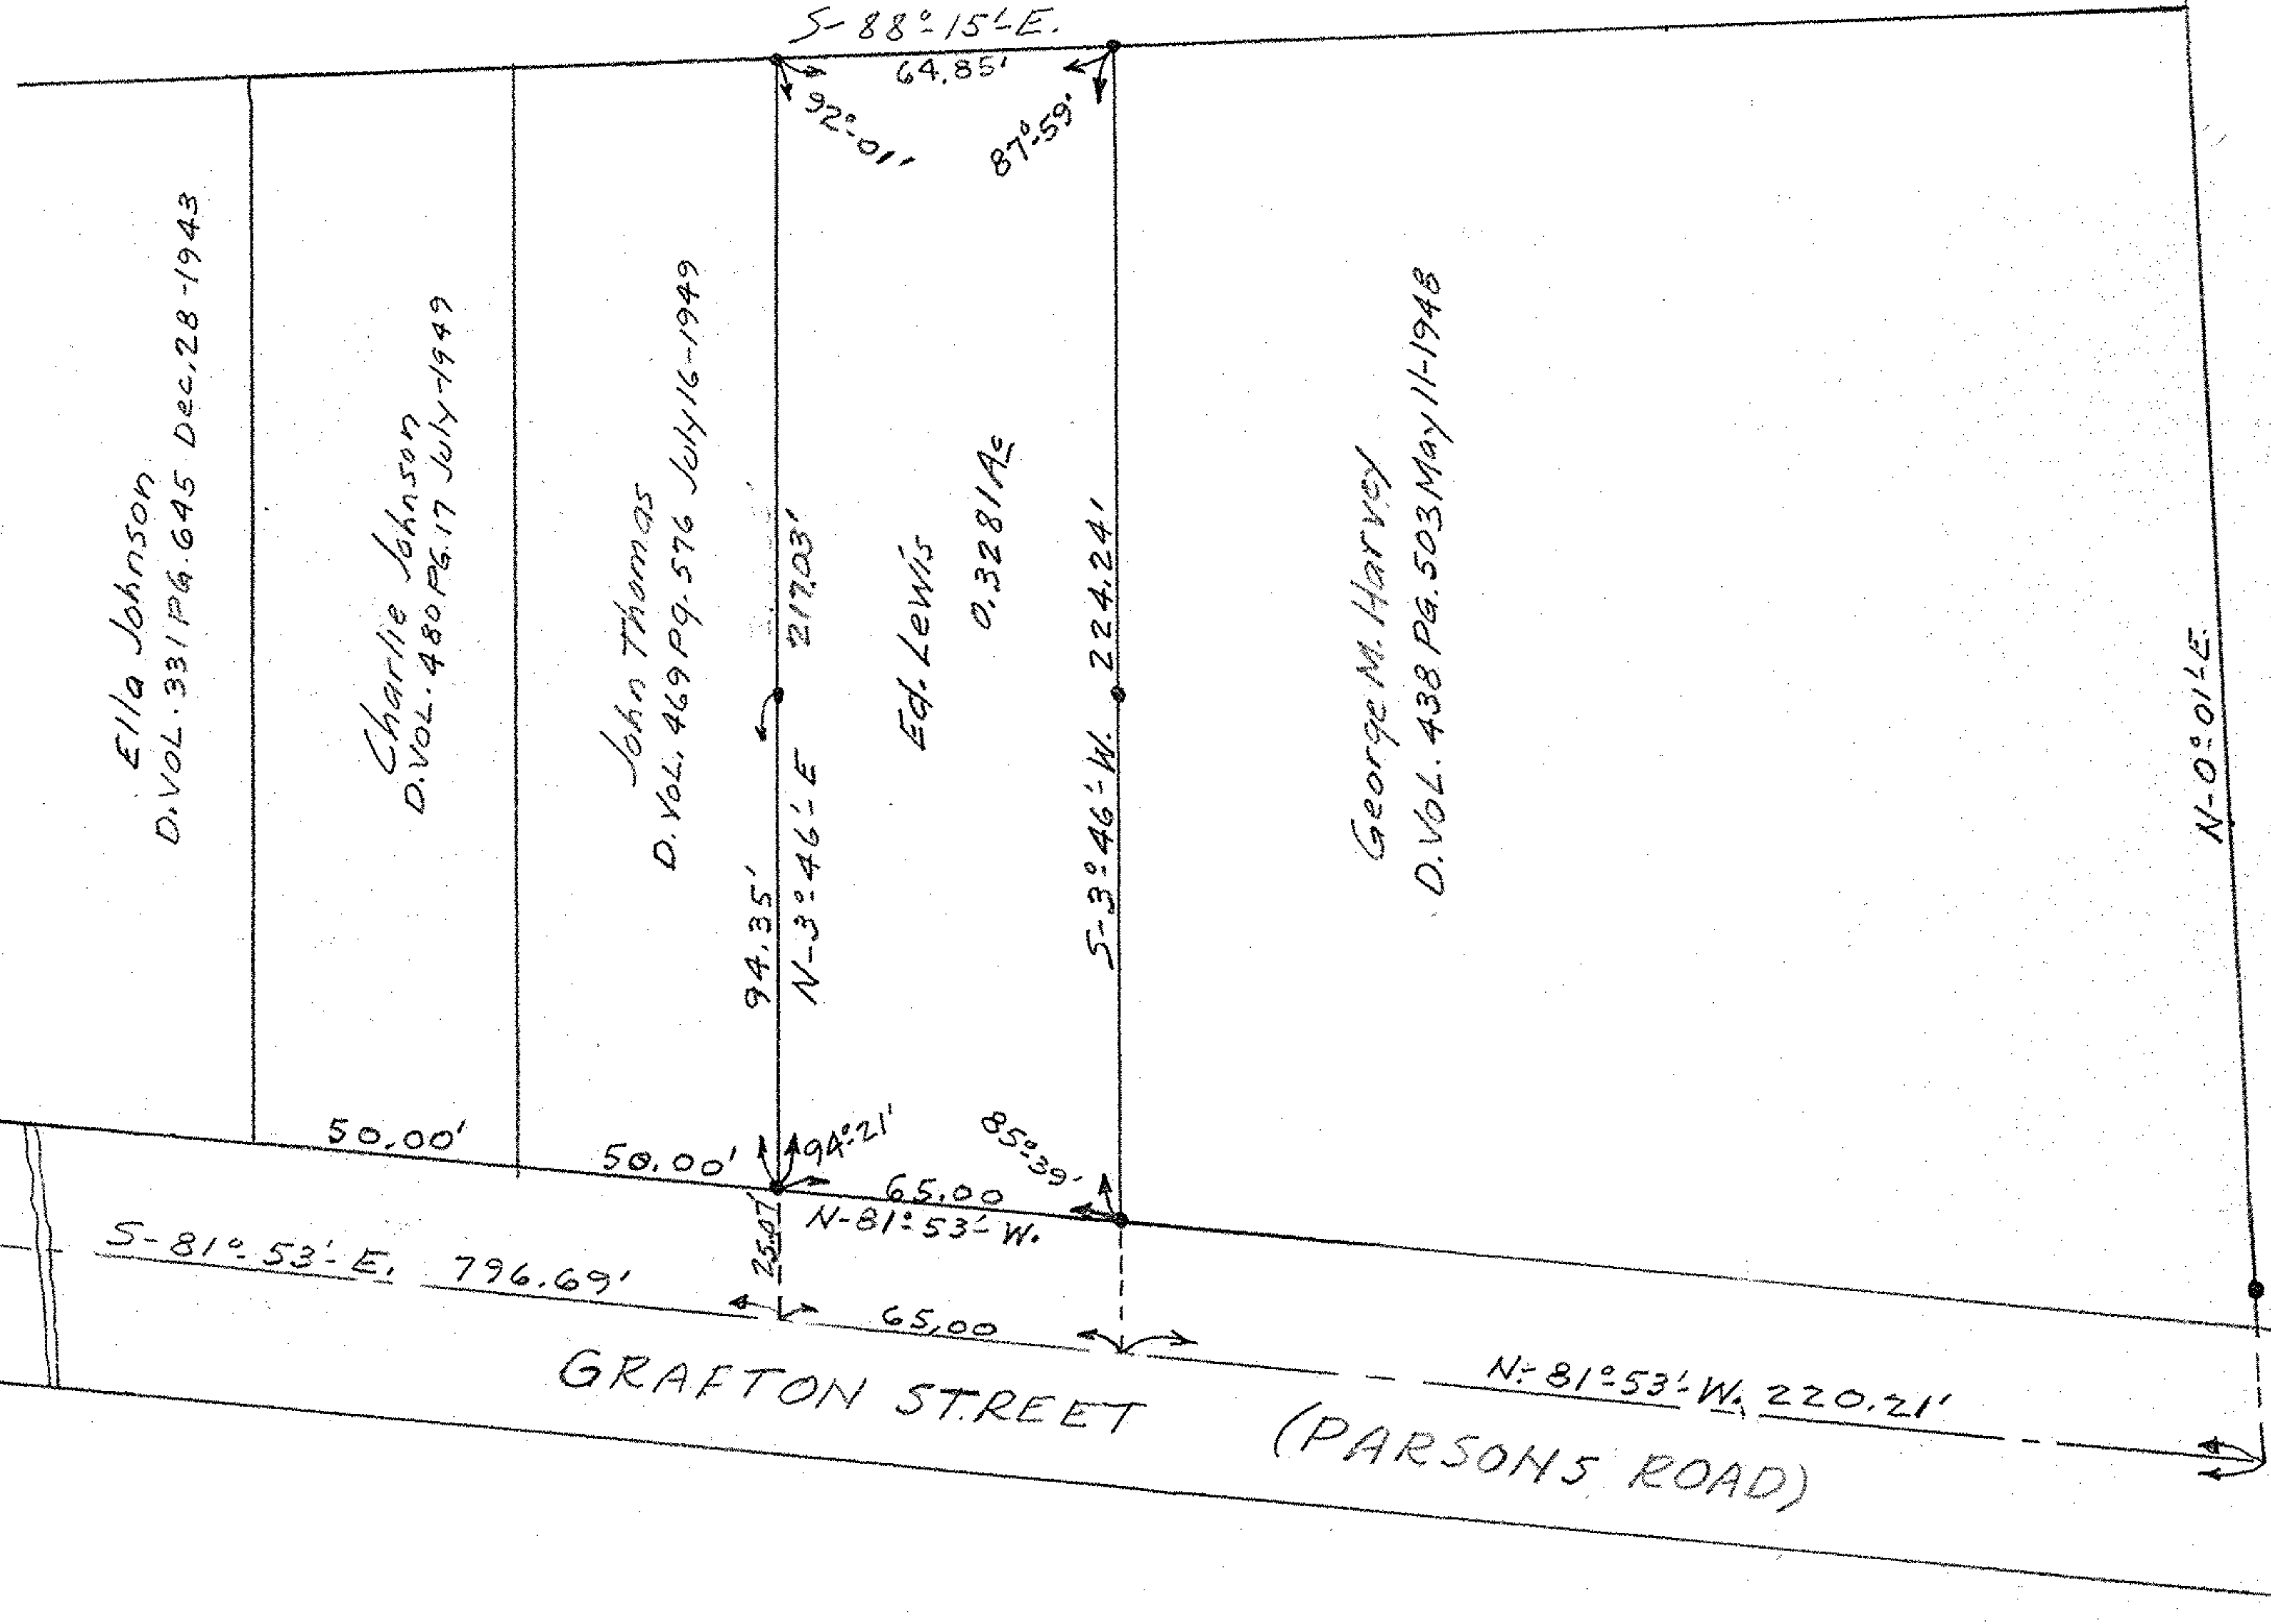 S-88°-15'-E.
64.85'
92°-01'
87°-59'
Ella Johnson
D.VOL.331 PG.645 Dec,28-1943
Charlie Johnson
D.VOL.480 PG.17 July-1949
John Thomas
D.VOL.469 Pg-576 July 16-1949
94.35'
217.03'
N-3°-46'-E
Ed. Lewis
0.3281 Ac
S-3°-46'-W. 224.24'
George M. Harvey
D.VOL.438 PG.503 May 11-1948
N-0°-01'-E.
50.00'
50.00'
94°-21'
85°-39'
65.00
N-81°-53'-W.
25.07'
S-81°-53'-E. 796.69'
65.00
N-81°-53'-W. 220.21'
GRAFTON STREET (PARSONS ROAD)